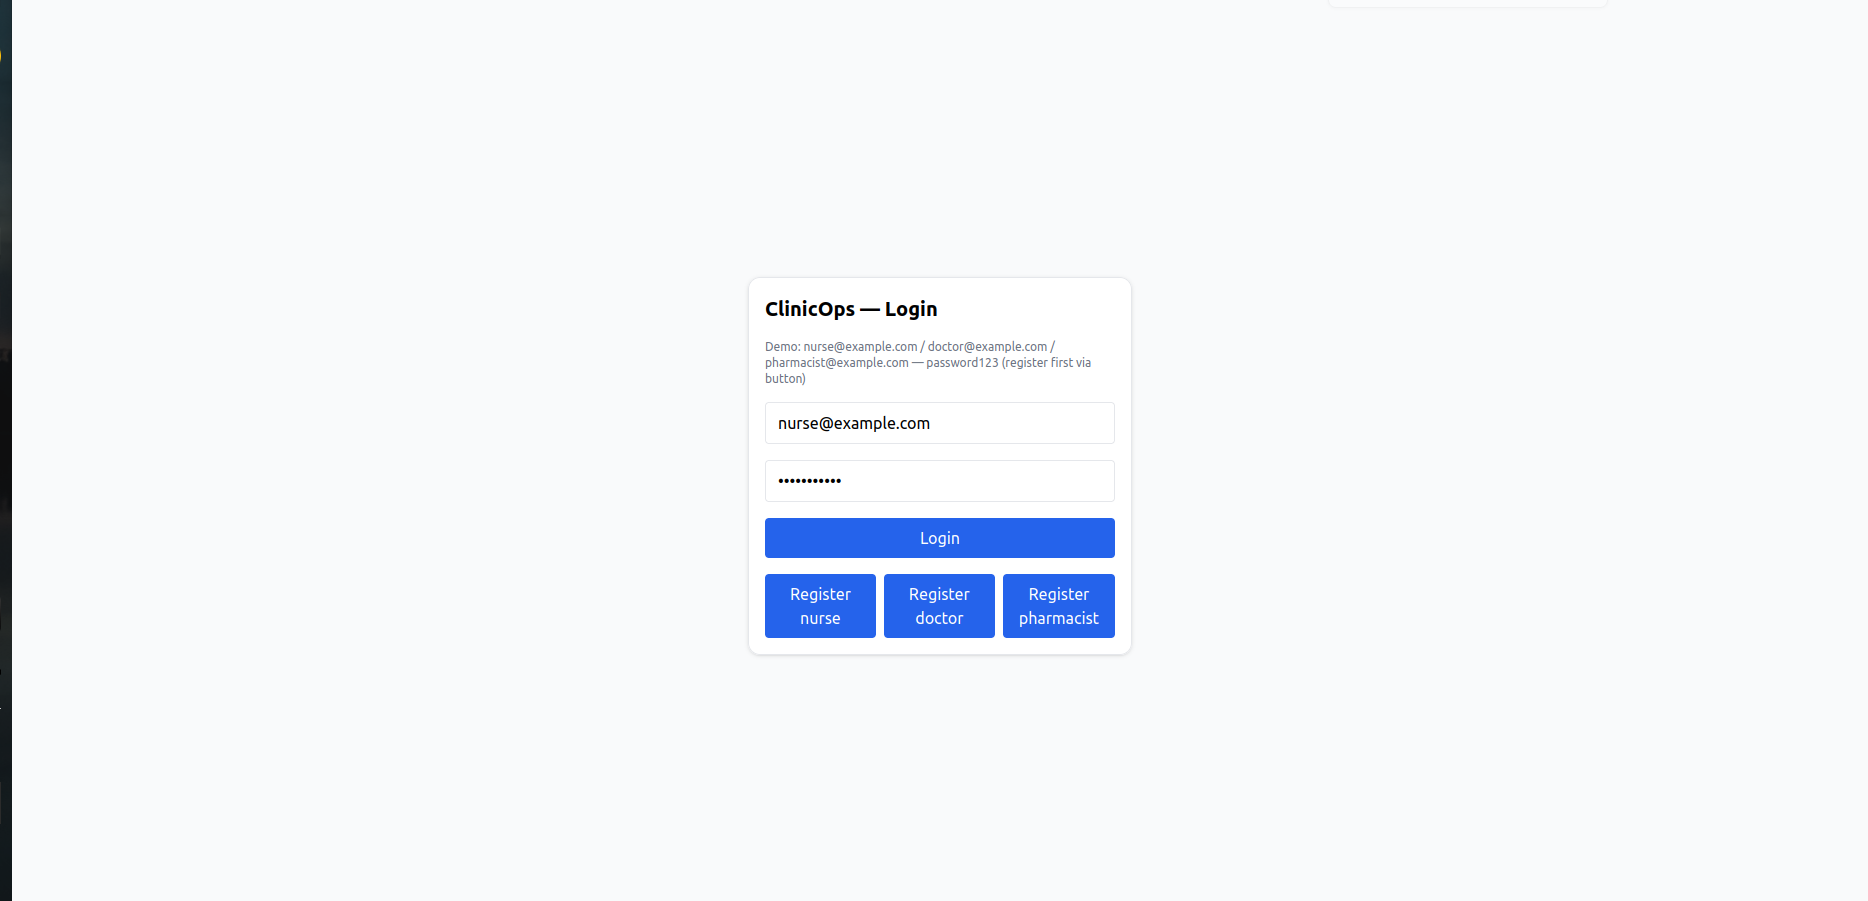 ClinicOps — Login
Demo: nurse@example.com / doctor@example.com /
pharmacist@example.com — password123 (register first via
button)
nurse@example.com
•••••••••••
Login
Register
nurse
Register
doctor
Register
pharmacist